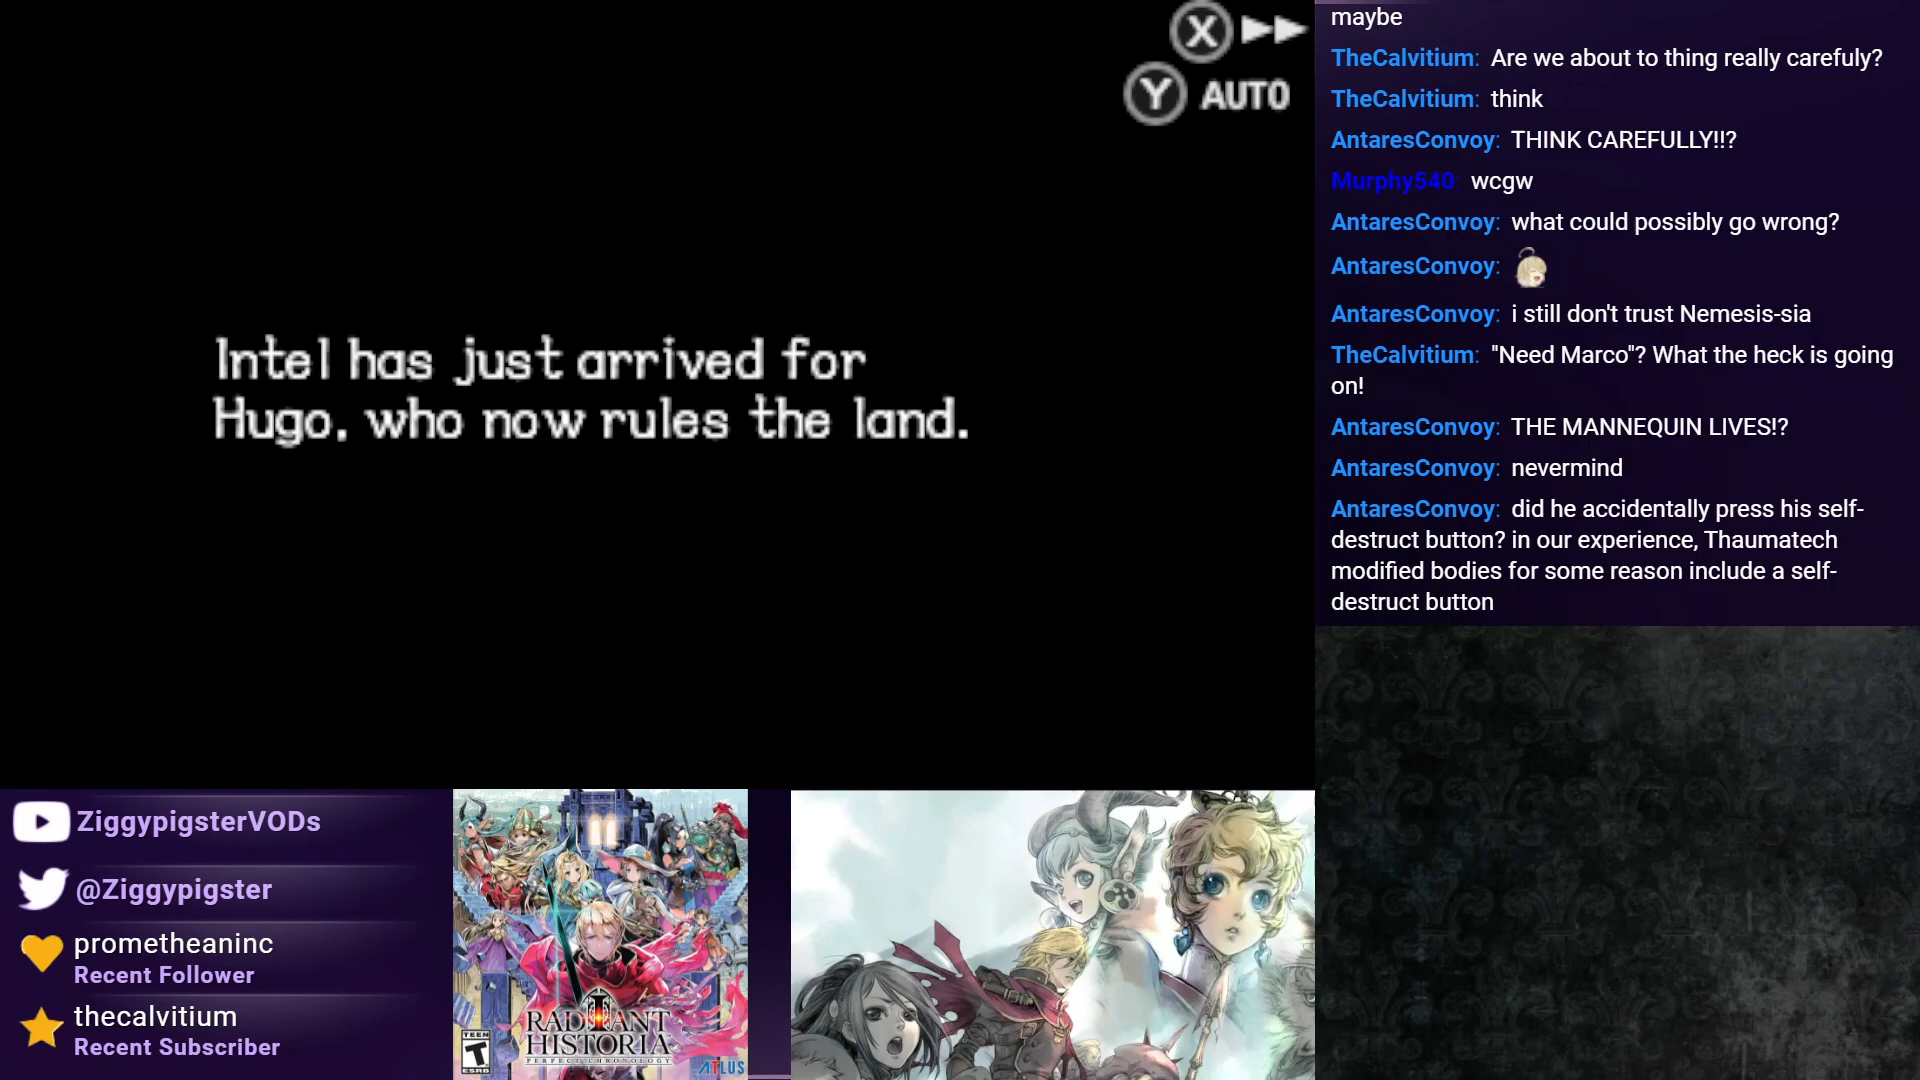 X
Y AUTO
Intel has just arrived for
Hugo, who now rules the land.
maybe
TheCalvitium: Are we about to thing really carefuly?
TheCalvitium: think
AntaresConvoy: THINK CAREFULLY!!?
Murphy540: wcgw
AntaresConvoy: what could possibly go wrong?
AntaresConvoy:
AntaresConvoy: i still don't trust Nemesis-sia
TheCalvitium: "Need Marco"? What the heck is going
on!
AntaresConvoy: THE MANNEQUIN LIVES!?
AntaresConvoy: nevermind
AntaresConvoy: did he accidentally press his self-
destruct button? in our experience, Thaumatech
modified bodies for some reason include a self-
destruct button
ZiggypigsterVODs
@Ziggypigster
prometheaninc
Recent Follower
thecalvitium
Recent Subscriber
RADIANT
HISTORIA
PERFECT CHRONOLOGY
TEEN
T
ESRB
ATLUS